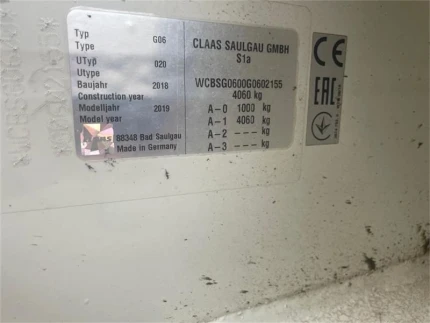 Typ G06 CLAAS SAULGAU GMBH
Type S1a
UTyp 020
Utype
Baujahr 2018 WCBSG0600G0602155
Construction year 4060 kg
Modelljahr 2019 A-0 1000 kg
Model year A-1 4060 kg
88348 Bad Saulgau A-2 --- kg
Made in Germany A-3 --- kg
CE
EAC